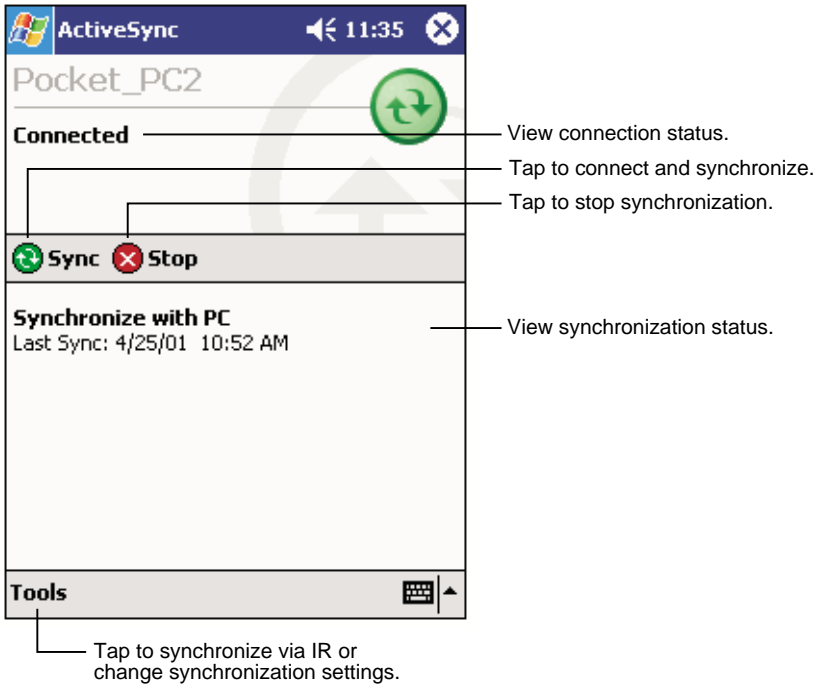 ActiveSync 11:35
Pocket_PC2
Connected
View connection status.
Tap to connect and synchronize.
Tap to stop synchronization.
Sync Stop
Synchronize with PC
Last Sync: 4/25/01 10:52 AM
View synchronization status.
Tools
Tap to synchronize via IR or
change synchronization settings.